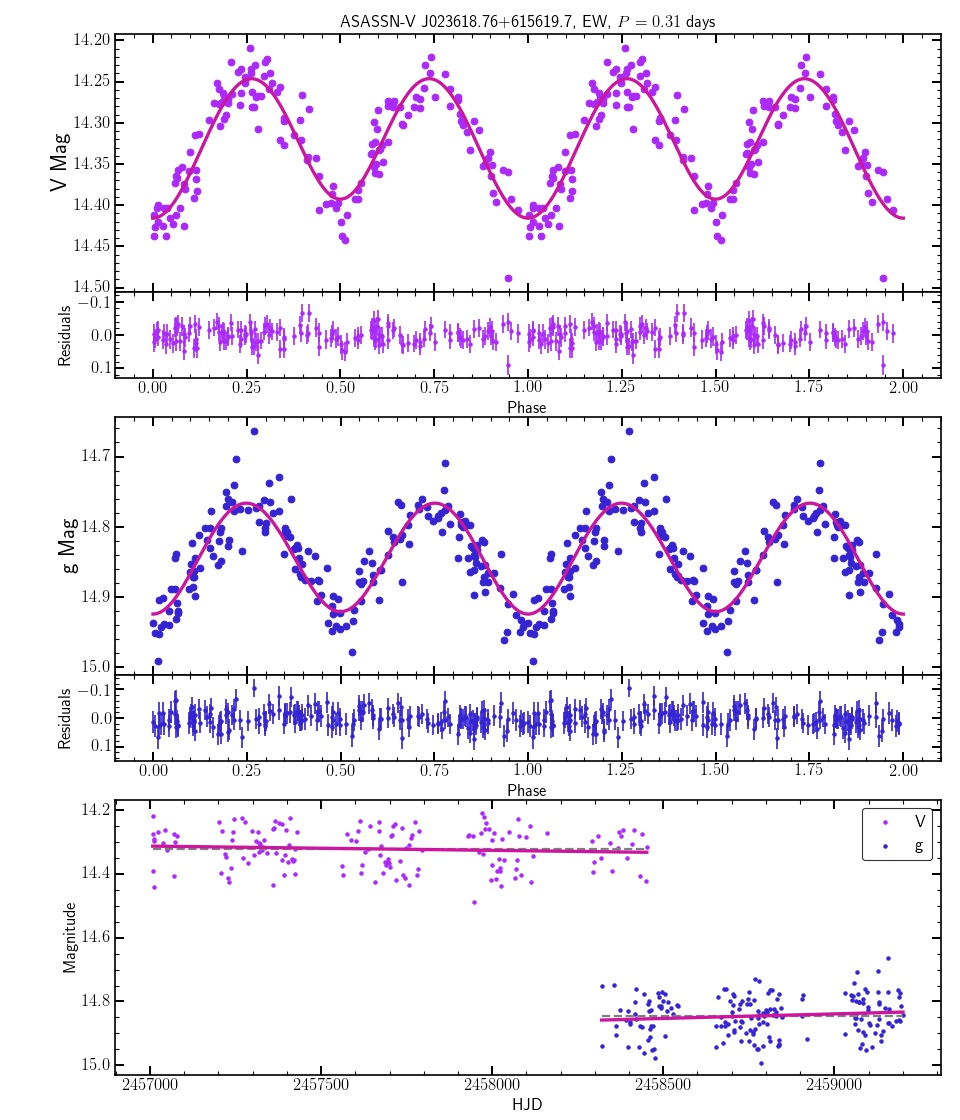 ASASSN-V J023618.76+615619.7, EW, P = 0.31 days
14.20
14.25
14.30
14.35
14.40
14.45
14.50
V Mag
−0.1
0.0
0.1
Residuals
0.00 0.25 0.50 0.75 1.00 1.25 1.50 1.75 2.00
Phase
14.7
14.8
14.9
15.0
g Mag
−0.1
0.0
0.1
Residuals
0.00 0.25 0.50 0.75 1.00 1.25 1.50 1.75 2.00
Phase
14.2
14.4
14.6
14.8
15.0
Magnitude
V
g
2457000 2457500 2458000 2458500 2459000
HJD